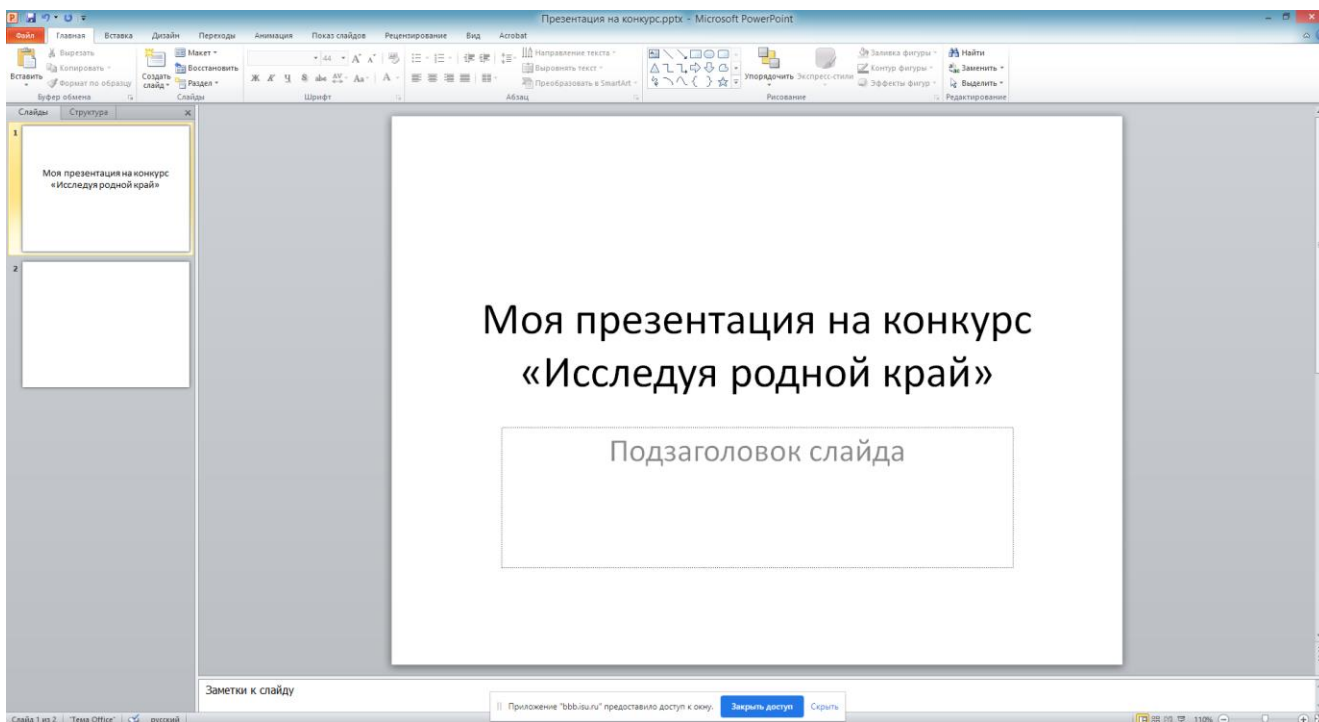 Презентация на конкурс.pptx - Microsoft PowerPoint
Файл Главная Вставка Дизайн Переходы Анимация Показ слайдов Рецензирование Вид Acrobat
Вставить
Вырезать
Копировать
Формат по образцу
Буфер обмена
Создать слайд
Макет
Восстановить
Раздел
Слайды
44
Ж К Ч S abc AV Aa A
Шрифт
Направление текста
Выровнять текст
Преобразовать в SmartArt
Абзац
Упорядочить
Экспресс-стили
Заливка фигуры
Контур фигуры
Эффекты фигур
Рисование
Найти
Заменить
Выделить
Редактирование
Слайды Структура
1
Моя презентация на конкурс
«Исследуя родной край»
2
Моя презентация на конкурс
«Исследуя родной край»
Подзаголовок слайда
Заметки к слайду
Приложение "bbb.isu.ru" предоставило доступ к окну. Закрыть доступ Скрыть
Слайд 1 из 2 "Тема Office" русский 110%